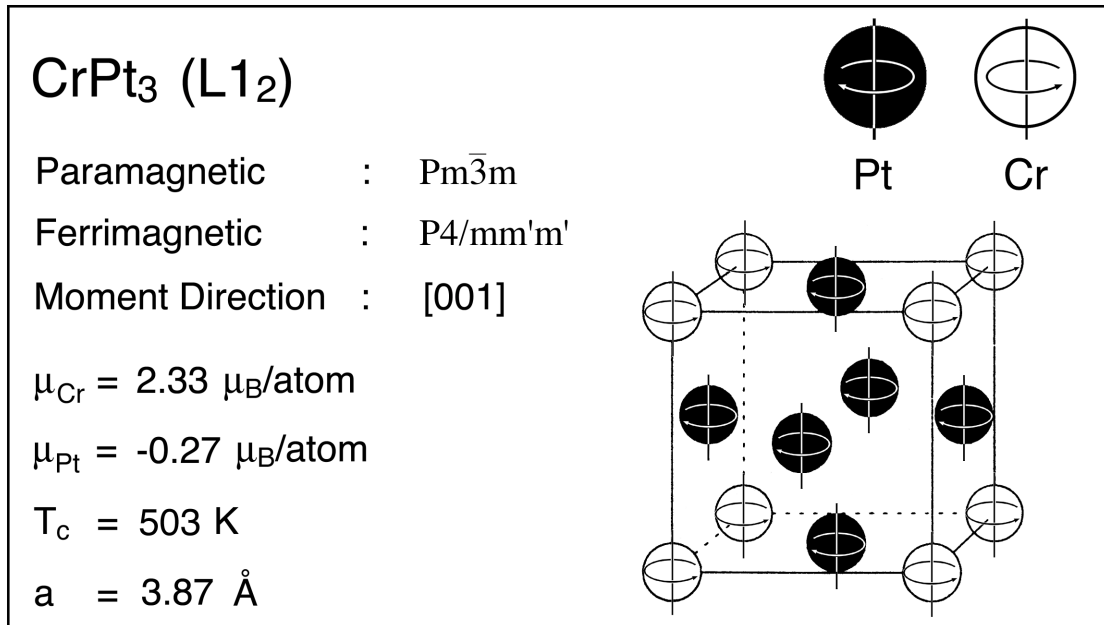 CrPt₃ (L1₂)
Pt Cr
Paramagnetic : Pm3̅m
Ferrimagnetic : P4/mm'm'
Moment Direction : [001]
μCr = 2.33 μB/atom
μPt = -0.27 μB/atom
Tc = 503 K
a = 3.87 Å